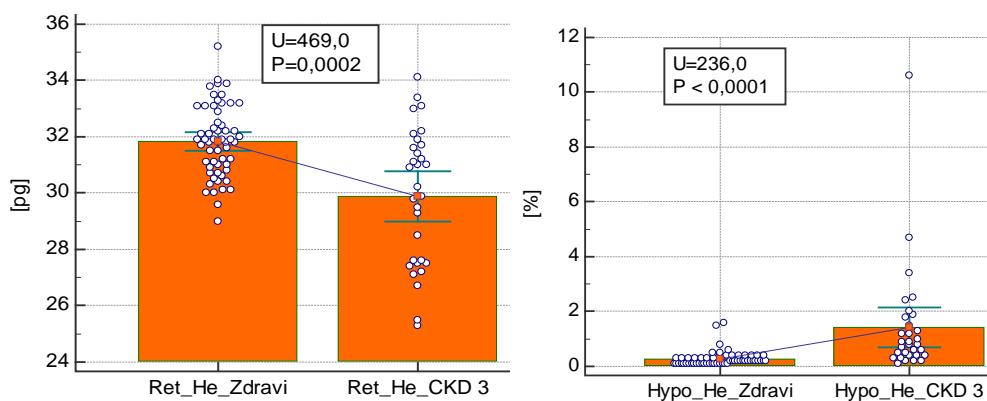 36
34
32
30
28
26
24
[pg]
U=469,0
P=0,0002
Ret_He_Zdravi
Ret_He_CKD 3
12
10
8
6
4
2
0
[%]
U=236,0
P < 0,0001
Hypo_He_Zdravi
Hypo_He_CKD 3